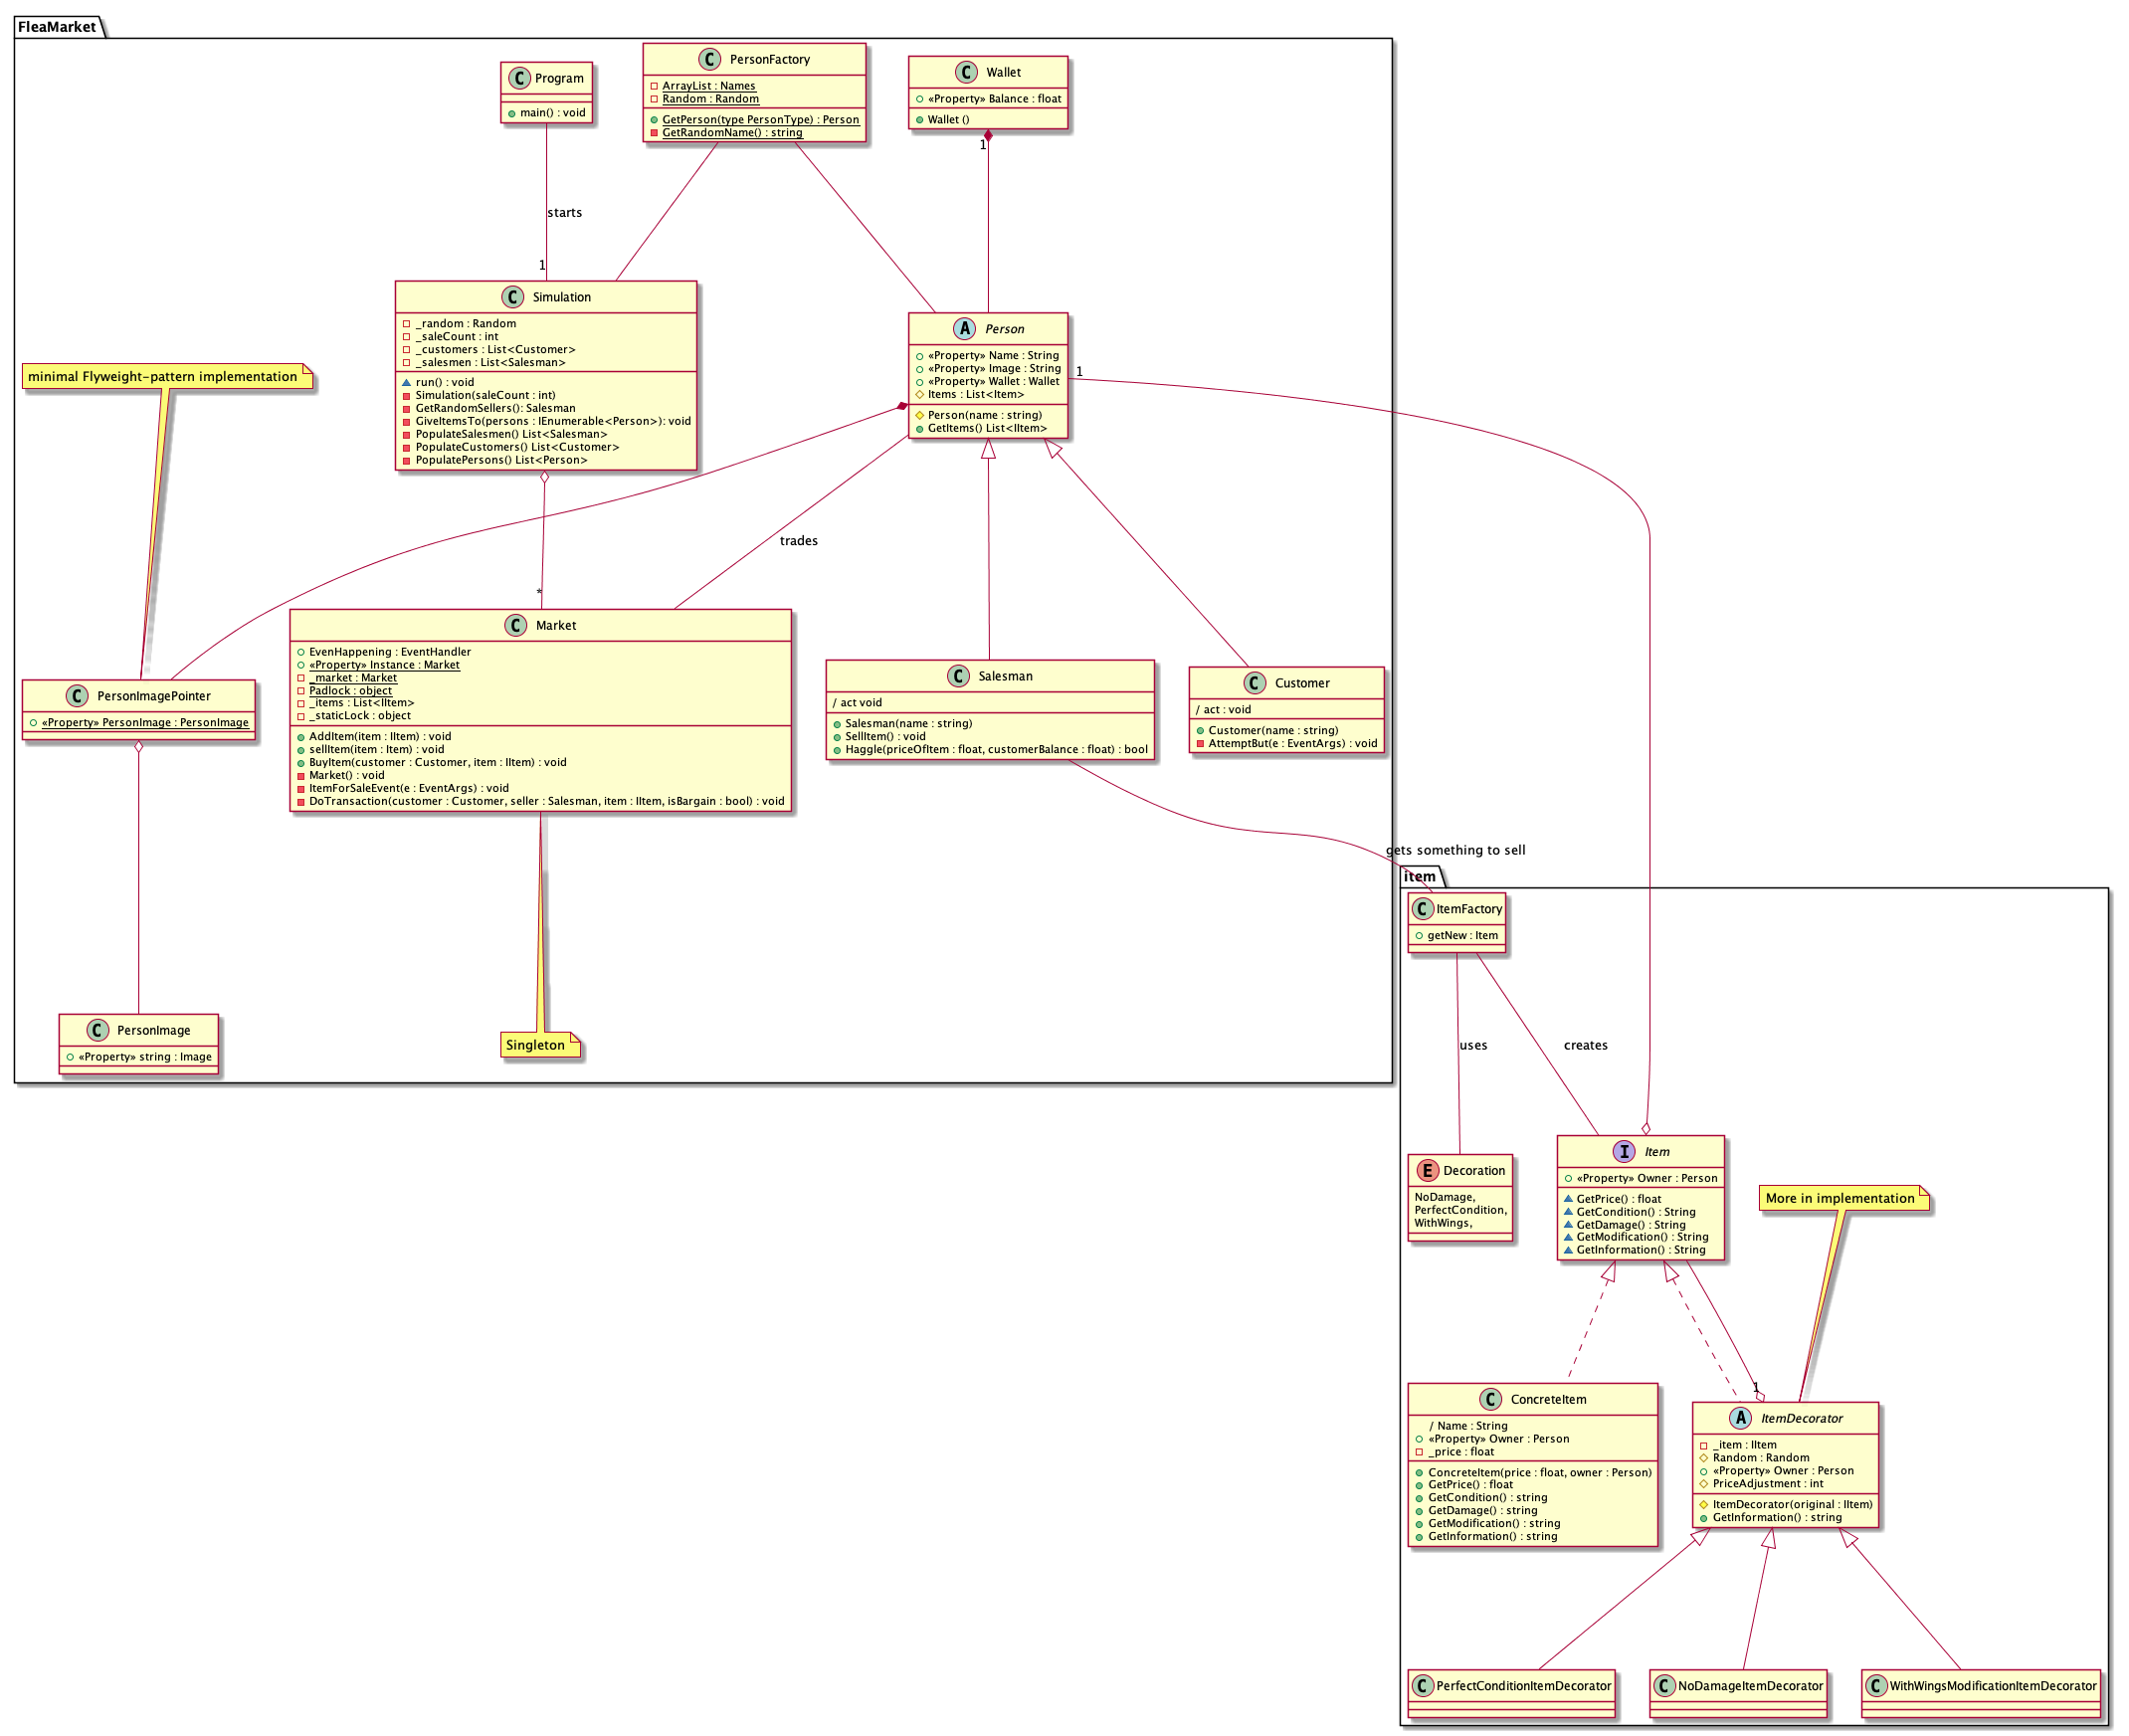 FleaMarket
C Program
main() : void
C PersonFactory
ArrayList : Names
Random : Random
GetPerson(type PersonType) : Person
GetRandomName() : string
C Wallet
«Property» Balance : float
Wallet ()
1
starts
1
C Simulation
_random : Random
_saleCount : int
_customers : List<Customer>
_salesmen : List<Salesman>
run() : void
Simulation(saleCount : int)
GetRandomSellers(): Salesman
GiveItemsTo(persons : IEnumerable<Person>): void
PopulateSalesmen() List<Salesman>
PopulateCustomers() List<Customer>
PopulatePersons() List<Person>
A Person
«Property» Name : String
«Property» Image : String
«Property» Wallet : Wallet
Items : List<Item>
Person(name : string)
GetItems() List<IItem>
1
minimal Flyweight-pattern implementation
trades
*
C PersonImagePointer
«Property» PersonImage : PersonImage
C Market
EvenHappening : EventHandler
«Property» Instance : Market
_market : Market
Padlock : object
_items : List<IItem>
_staticLock : object
AddItem(item : IItem) : void
sellItem(item : Item) : void
BuyItem(customer : Customer, item : IItem) : void
Market() : void
ItemForSaleEvent(e : EventArgs) : void
DoTransaction(customer : Customer, seller : Salesman, item : IItem, isBargain : bool) : void
C Salesman
/ act void
Salesman(name : string)
SellItem() : void
Haggle(priceOfItem : float, customerBalance : float) : bool
C Customer
/ act : void
Customer(name : string)
AttemptBut(e : EventArgs) : void
gets something to sell
item
C ItemFactory
getNew : Item
C PersonImage
«Property» string : Image
Singleton
uses
creates
E Decoration
NoDamage,
PerfectCondition,
WithWings,
I Item
«Property» Owner : Person
GetPrice() : float
GetCondition() : String
GetDamage() : String
GetModification() : String
GetInformation() : String
More in implementation
1
C ConcreteItem
/ Name : String
«Property» Owner : Person
_price : float
ConcreteItem(price : float, owner : Person)
GetPrice() : float
GetCondition() : string
GetDamage() : string
GetModification() : string
GetInformation() : string
A ItemDecorator
_item : IItem
Random : Random
«Property» Owner : Person
PriceAdjustment : int
ItemDecorator(original : IItem)
GetInformation() : string
C PerfectConditionItemDecorator
C NoDamageItemDecorator
C WithWingsModificationItemDecorator